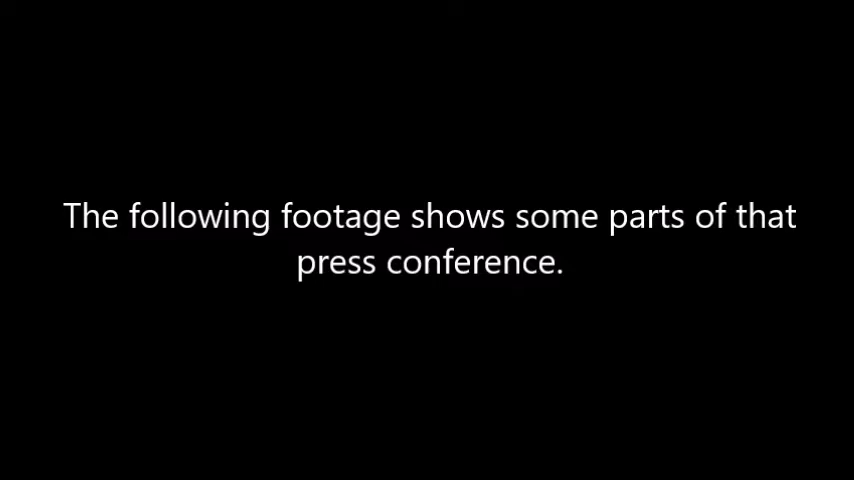 The following footage shows some parts of that
press conference.